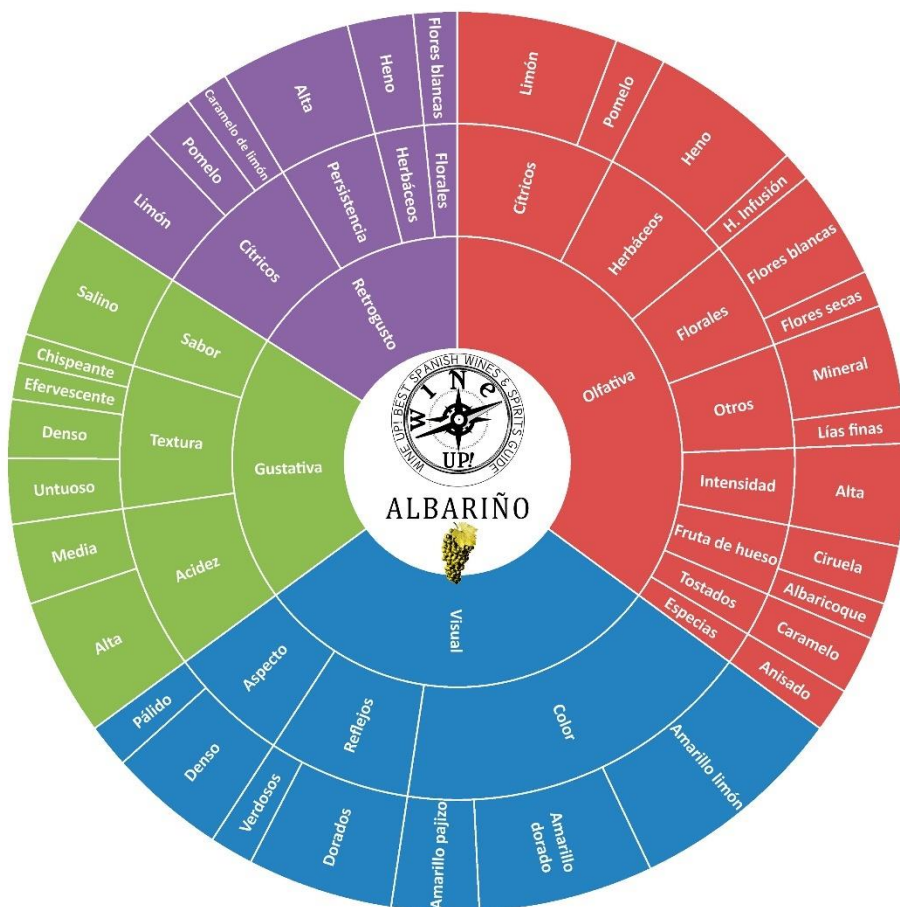 WINE UP! BEST SPANISH WINES & SPIRITS GUIDE
WiNe
UP!
ALBARIÑO
Olfativa
Cítricos
Limón
Pomelo
Herbáceos
Heno
H. Infusión
Florales
Flores blancas
Flores secas
Otros
Mineral
Lías finas
Intensidad
Alta
Fruta de hueso
Ciruela
Albaricoque
Tostados
Caramelo
Especias
Anisado
Visual
Color
Amarillo limón
Amarillo
dorado
Amarillo pajizo
Reflejos
Dorados
Verdosos
Aspecto
Denso
Pálido
Gustativa
Acidez
Alta
Media
Textura
Untuoso
Denso
Efervescente
Chispeante
Sabor
Salino
Retrogusto
Cítricos
Limón
Pomelo
Caramelo de limón
Persistencia
Alta
Herbáceos
Heno
Florales
Flores blancas